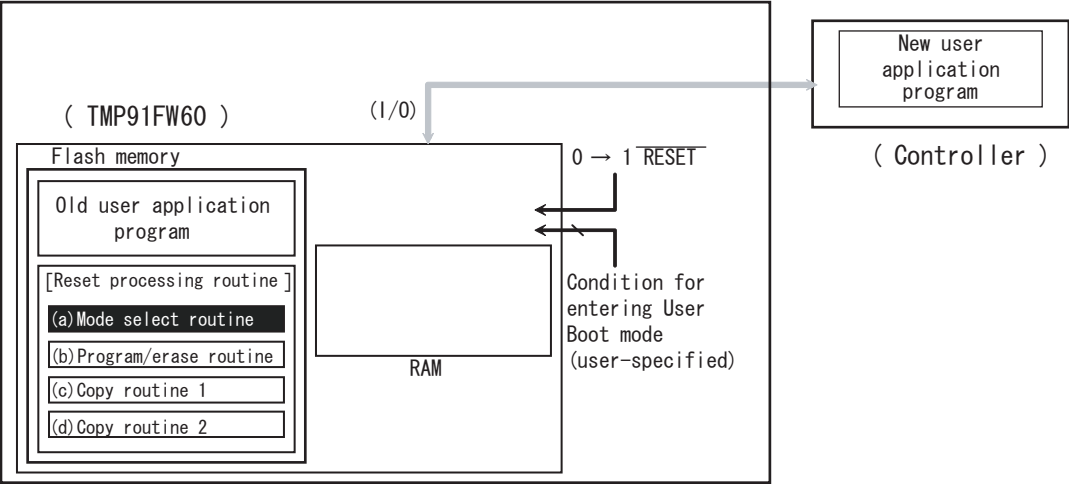 New user
application
program
( Controller )
( TMP91FW60 )
(I/O)
Flash memory
0 → 1 RESET
Old user application
program
[Reset processing routine]
(a)Mode select routine
(b)Program/erase routine
(c)Copy routine 1
(d)Copy routine 2
RAM
Condition for
entering User
Boot mode
(user-specified)